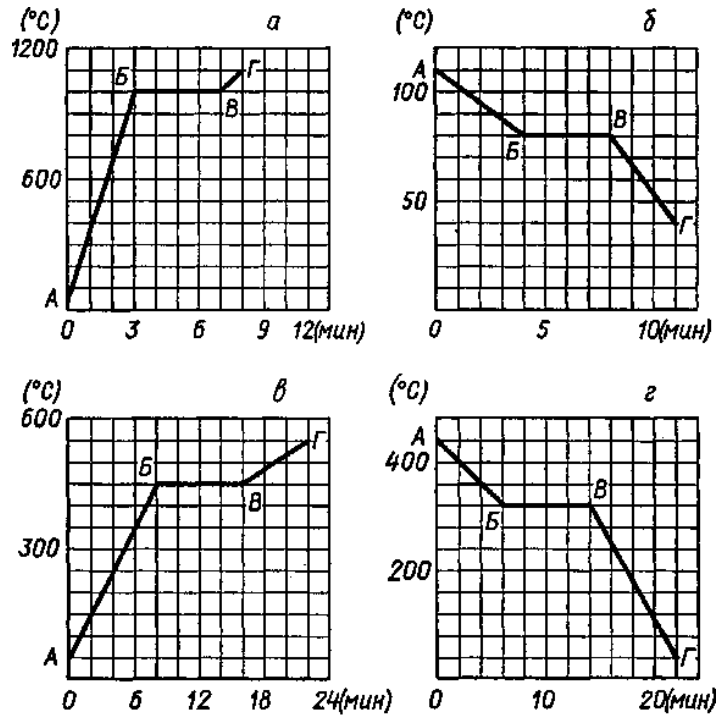 (°C) а
1200
600
А Б В Г
0 3 6 9 12(мин)
(°C) б
100
50
А Б В Г
0 5 10(мин)
(°C) в
600
300
А Б В Г
0 6 12 18 24(мин)
(°C) г
400
200
А Б В Г
0 10 20(мин)